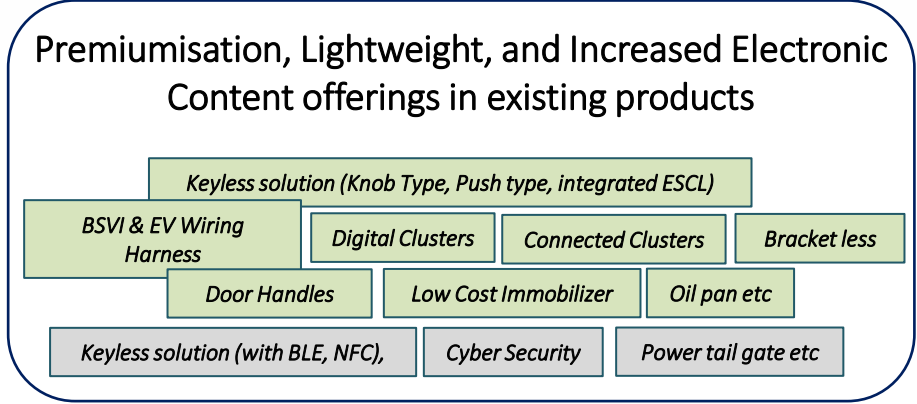 Premiumisation, Lightweight, and Increased Electronic
Content offerings in existing products
Keyless solution (Knob Type, Push type, integrated ESCL)
BSVI & EV Wiring
Harness
Digital Clusters
Connected Clusters
Bracket less
Door Handles
Low Cost Immobilizer
Oil pan etc
Keyless solution (with BLE, NFC),
Cyber Security
Power tail gate etc